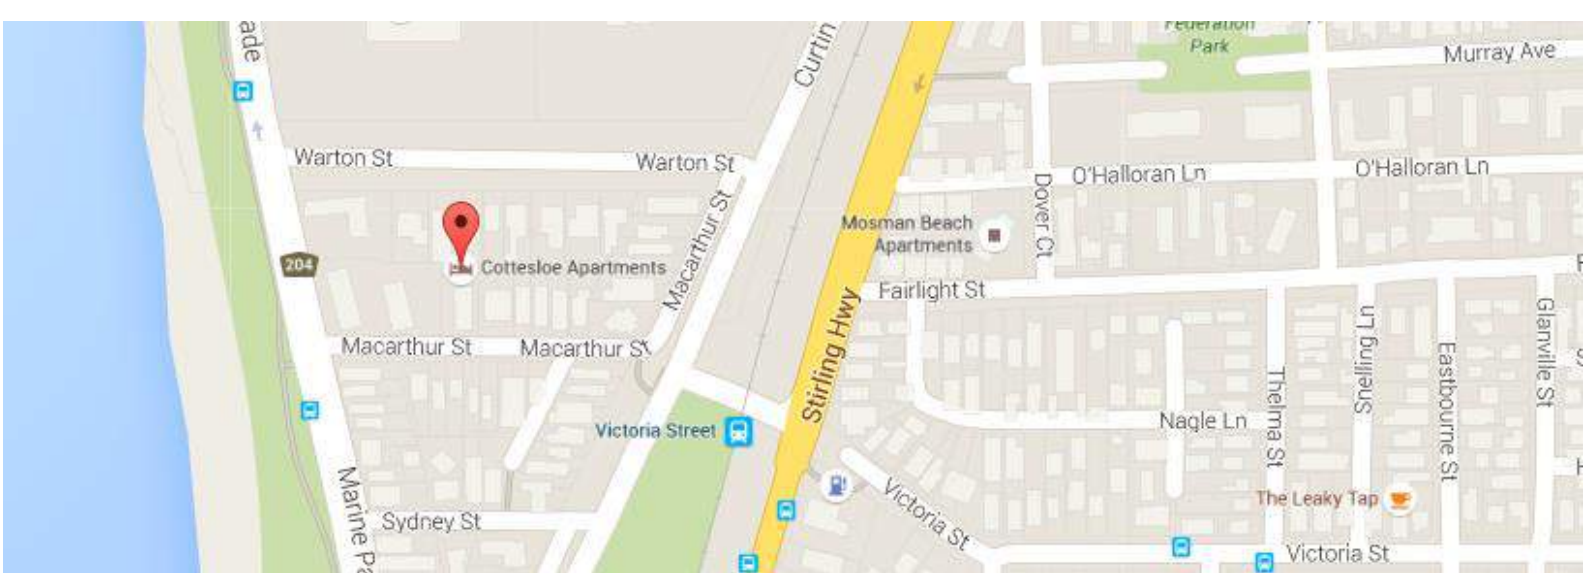 ade
Curtin
Federation
Park
Murray Ave
Warton St
Warton St
O'Halloran Ln
O'Halloran Ln
Macarthur St
Dover Ct
Mosman Beach
Apartments
204
Cottesloe Apartments
Fairlight St
Macarthur St
Macarthur St
Stirling Hwy
Snelling Ln
Glanville St
Eastbourne St
Thelma St
Nagle Ln
Victoria Street
Marine Pa
Sydney St
Victoria St
The Leaky Tap
Victoria St